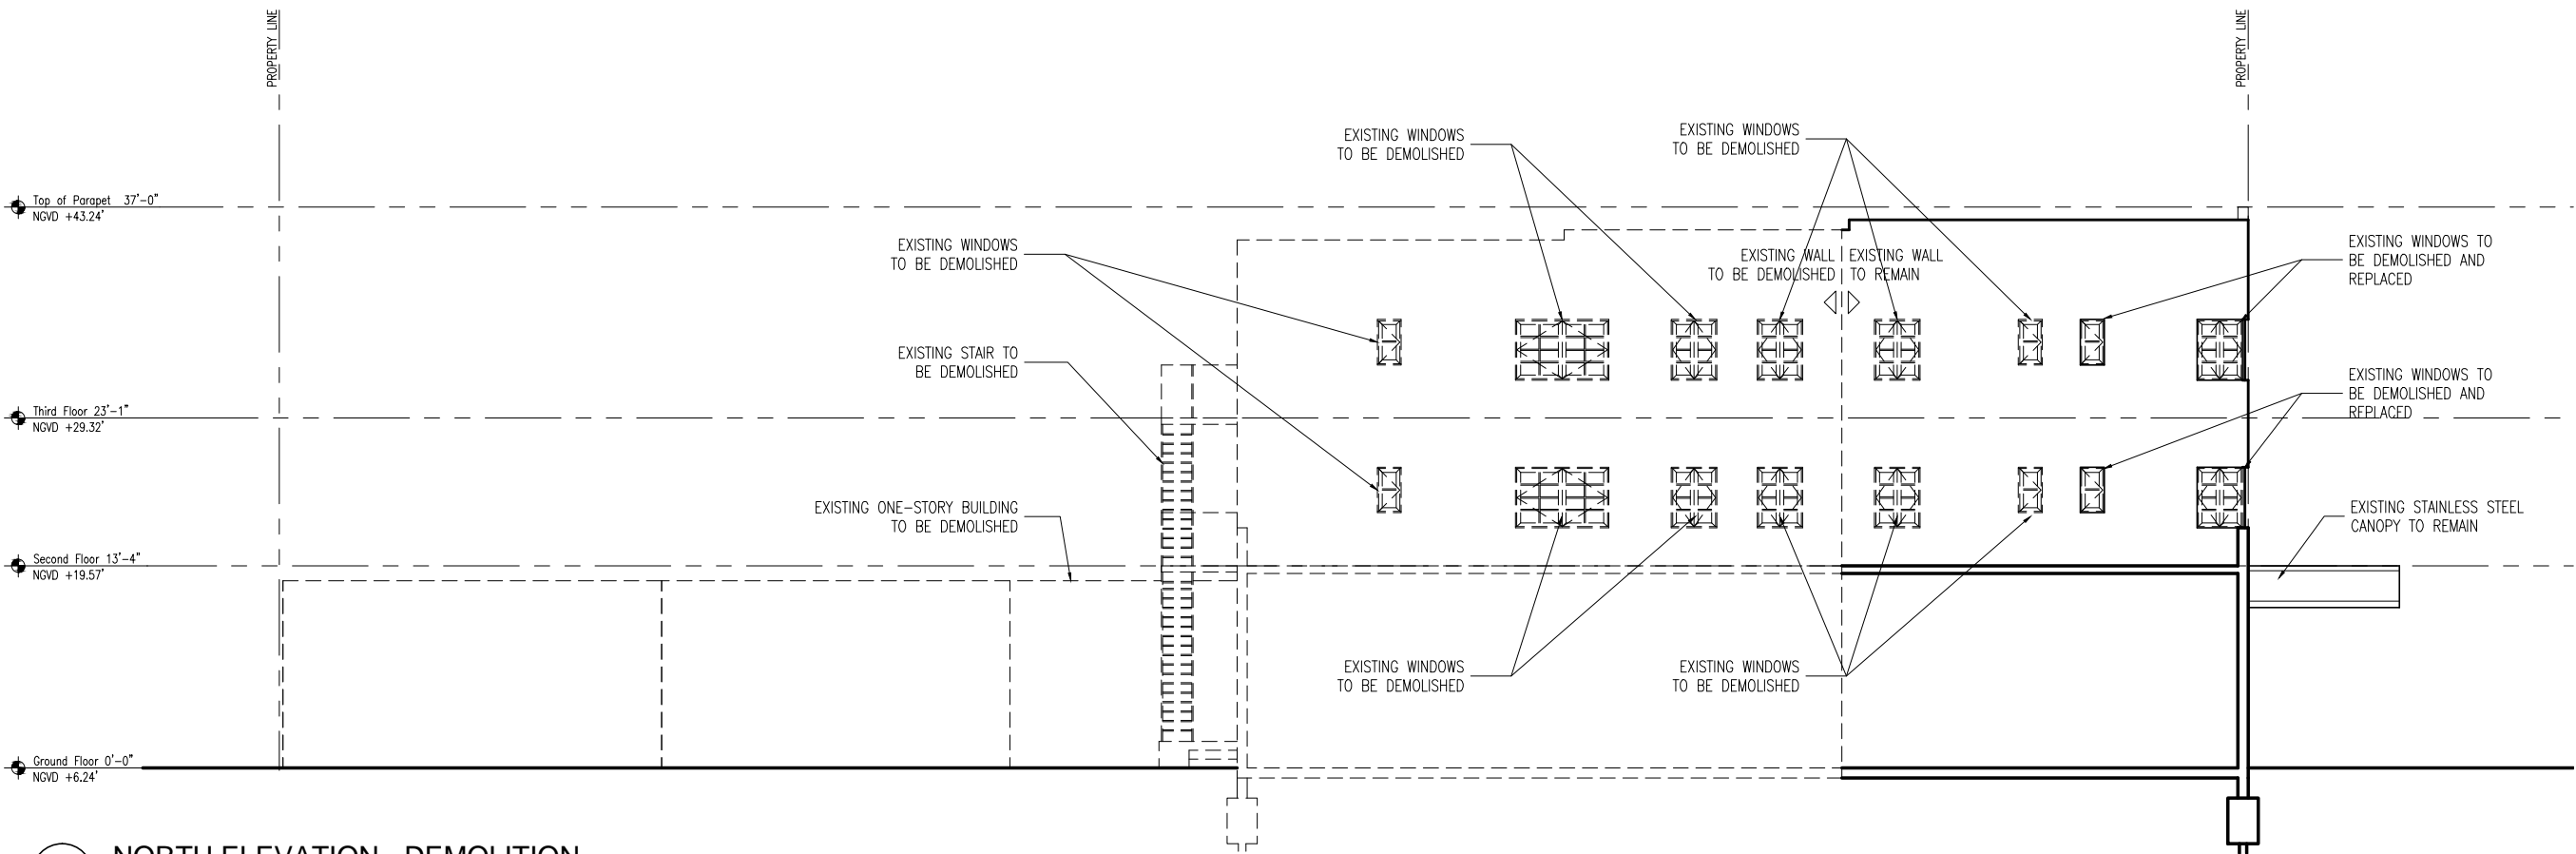 PROPERTY LINE
PROPERTY LINE
EXISTING WINDOWS
TO BE DEMOLISHED
EXISTING WINDOWS
TO BE DEMOLISHED
Top of Parapet 37'-0"
NGVD +43.24'
EXISTING WINDOWS
TO BE DEMOLISHED
EXISTING WALL
TO BE DEMOLISHED
EXISTING WALL
TO REMAIN
EXISTING WINDOWS TO
BE DEMOLISHED AND
REPLACED
EXISTING STAIR TO
BE DEMOLISHED
EXISTING WINDOWS TO
BE DEMOLISHED AND
REPLACED
Third Floor 23'-1"
NGVD +29.32'
EXISTING ONE-STORY BUILDING
TO BE DEMOLISHED
EXISTING STAINLESS STEEL
CANOPY TO REMAIN
Second Floor 13'-4"
NGVD +19.57'
EXISTING WINDOWS
TO BE DEMOLISHED
EXISTING WINDOWS
TO BE DEMOLISHED
Ground Floor 0'-0"
NGVD +6.24'
NORTH ELEVATION - DEMOLITION